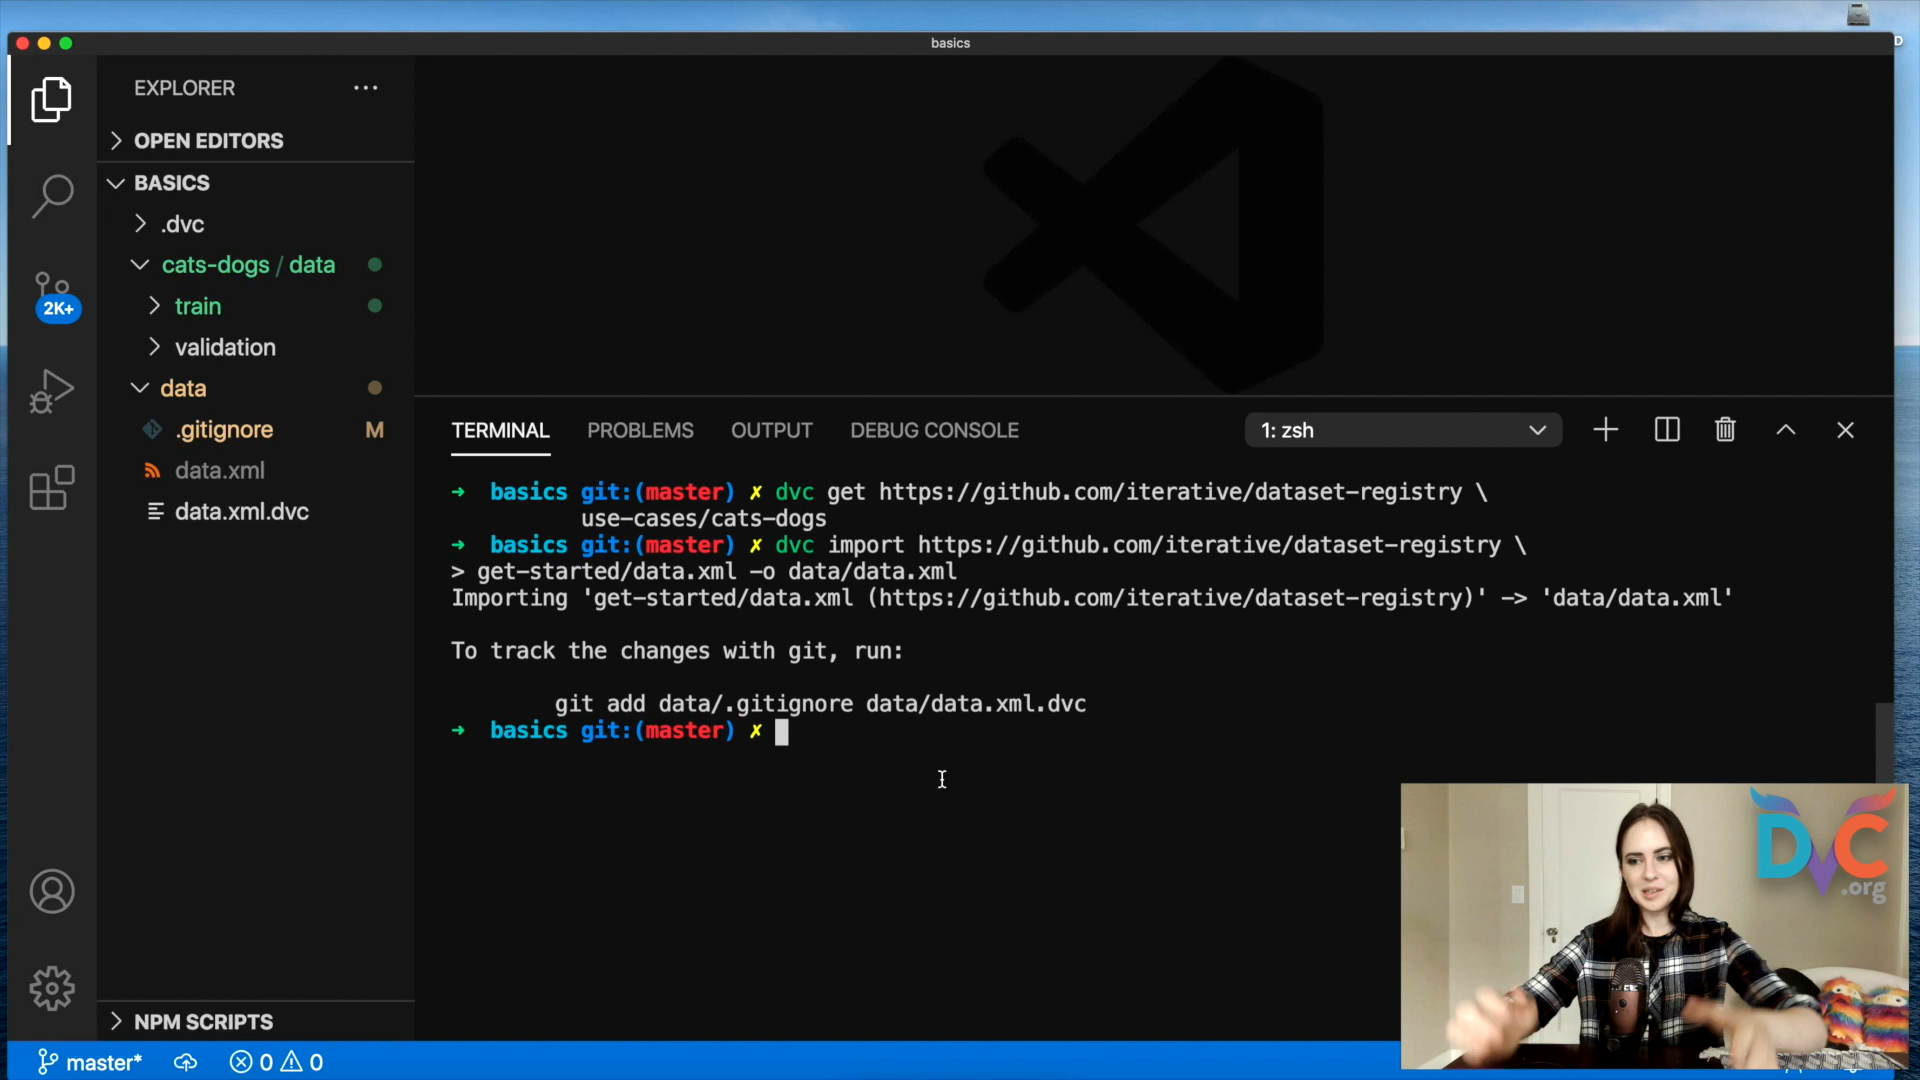 basics
D
EXPLORER
OPEN EDITORS
BASICS
.dvc
cats-dogs / data
train
validation
data
.gitignore M
data.xml
data.xml.dvc
NPM SCRIPTS
2K+
TERMINAL PROBLEMS OUTPUT DEBUG CONSOLE 1: zsh
➜ basics git:(master) ✗ dvc get https://github.com/iterative/dataset-registry \
use-cases/cats-dogs
➜ basics git:(master) ✗ dvc import https://github.com/iterative/dataset-registry \
> get-started/data.xml -o data/data.xml
Importing 'get-started/data.xml (https://github.com/iterative/dataset-registry)' -> 'data/data.xml'
To track the changes with git, run:
git add data/.gitignore data/data.xml.dvc
➜ basics git:(master) ✗
DVC
.org
master* 0 0